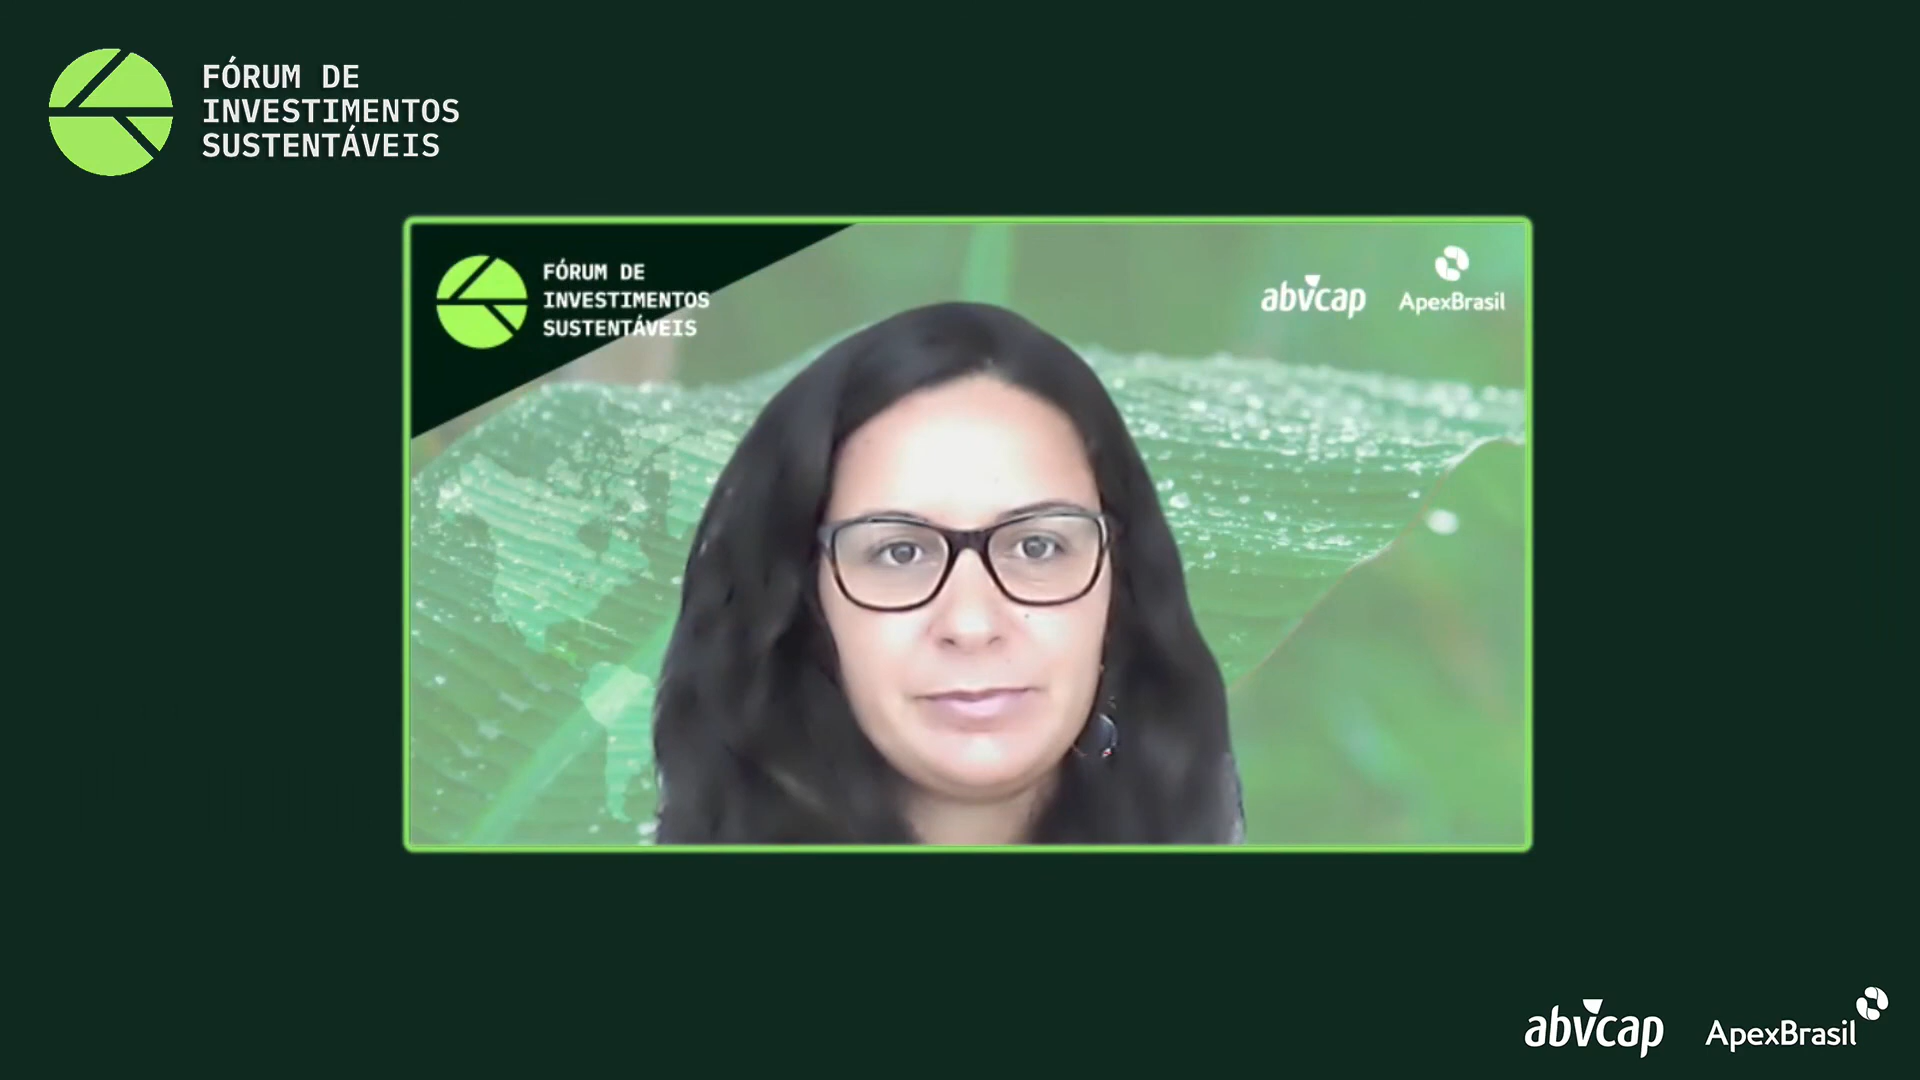 FÓRUM DE
INVESTIMENTOS
SUSTENTÁVEIS
FÓRUM DE
INVESTIMENTOS
SUSTENTÁVEIS
abvcap
ApexBrasil
abvcap
ApexBrasil